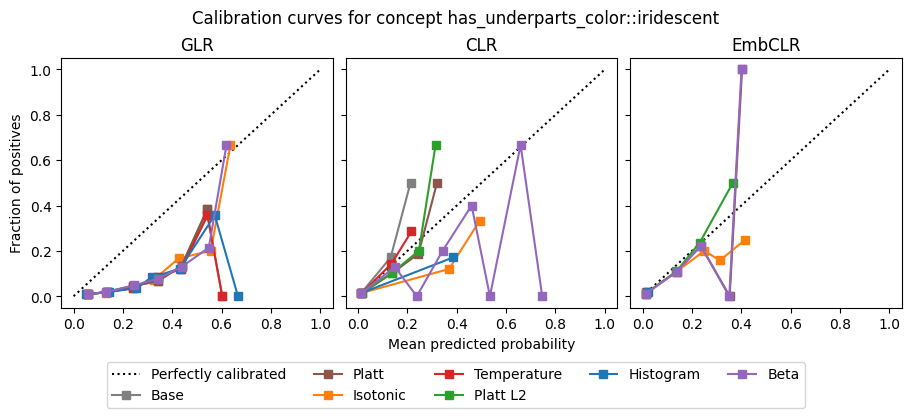 Calibration curves for concept has_underparts_color::iridescent
GLR
CLR
EmbCLR
Fraction of positives
1.0
0.8
0.6
0.4
0.2
0.0
0.0 0.2 0.4 0.6 0.8 1.0
0.0 0.2 0.4 0.6 0.8 1.0
0.0 0.2 0.4 0.6 0.8 1.0
Mean predicted probability
Perfectly calibrated Platt Temperature Histogram Beta
Base Isotonic Platt L2